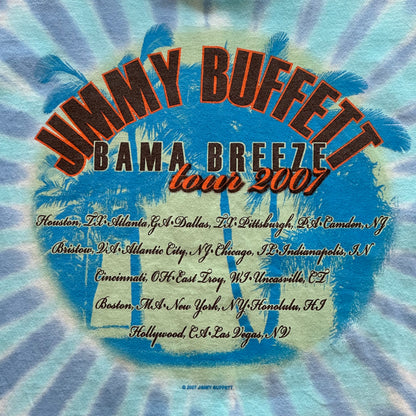 JIMMY BUFFETT
BAMA BREEZE
tour 2007
Houston, TX•Atlanta,GA•Dallas, TX•Pittsburgh, PA•Camden, NJ
Bristow, VA•Atlantic City, NJ•Chicago, IL•Indianapolis, IN
Cincinnati, OH•East Troy, WI•Uncasville, CT
Boston, MA•New York, NY•Honolulu, HI
Hollywood, CA•Las Vegas, NV
© 2007 JIMMY BUFFETT.